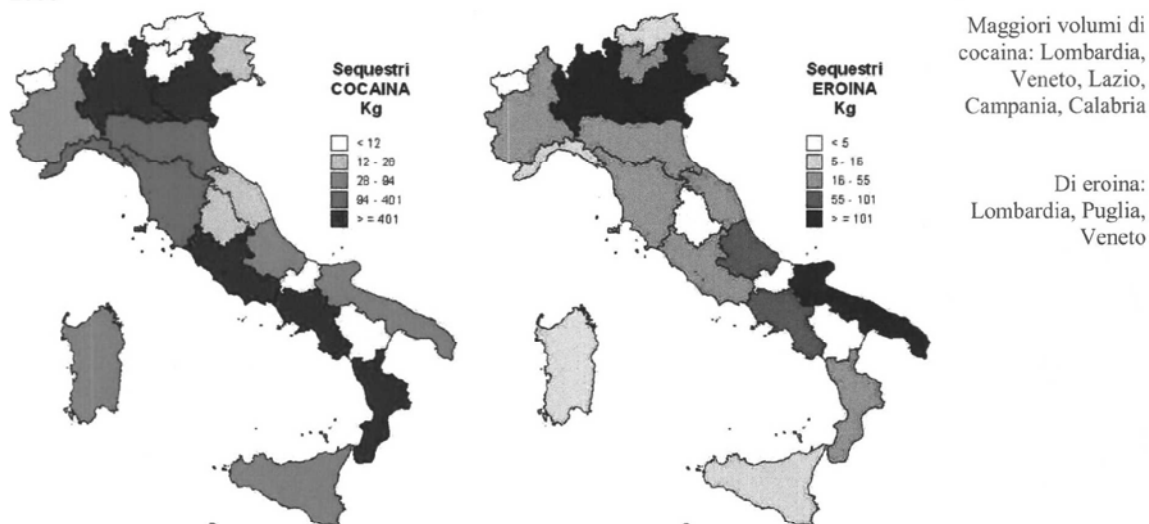 Sequestri
COCAINA
Kg
< 12
12 - 28
28 - 94
94 - 401
> = 401
Sequestri
EROINA
Kg
< 5
5 - 16
16 - 55
55 - 101
> = 101
Maggiori volumi di
cocaina: Lombardia,
Veneto, Lazio,
Campania, Calabria
Di eroina:
Lombardia, Puglia,
Veneto